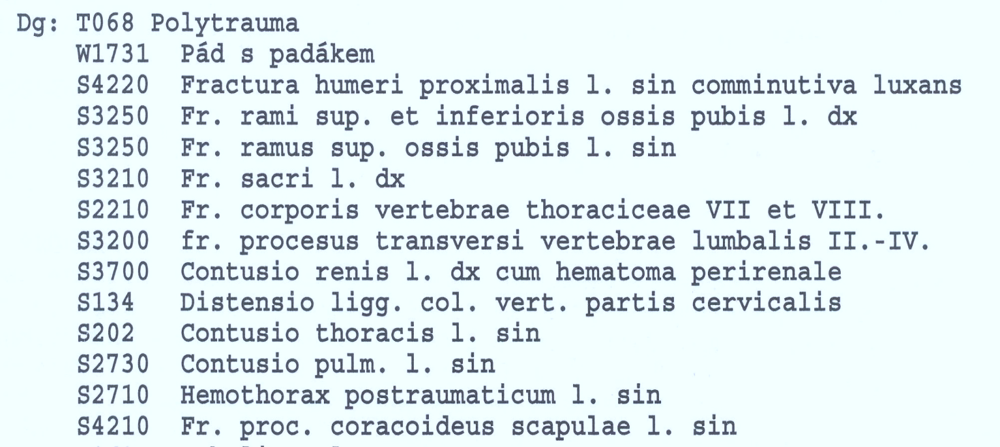 Dg: T068 Polytrauma
W1731 Pád s padákem
S4220 Fractura humeri proximalis l. sin comminutiva luxans
S3250 Fr. rami sup. et inferioris ossis pubis l. dx
S3250 Fr. ramus sup. ossis pubis l. sin
S3210 Fr. sacri l. dx
S2210 Fr. corporis vertebrae thoraciceae VII et VIII.
S3200 fr. procesus transversi vertebrae lumbalis II.-IV.
S3700 Contusio renis l. dx cum hematoma perirenale
S134 Distensio ligg. col. vert. partis cervicalis
S202 Contusio thoracis l. sin
S2730 Contusio pulm. l. sin
S2710 Hemothorax postraumaticum l. sin
S4210 Fr. proc. coracoideus scapulae l. sin